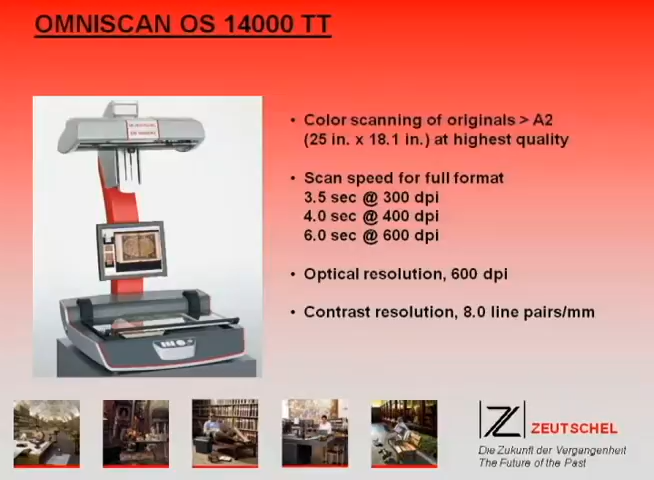 OMNISCAN OS 14000 TT
• Color scanning of originals > A2
(25 in. x 18.1 in.) at highest quality
• Scan speed for full format
3.5 sec @ 300 dpi
4.0 sec @ 400 dpi
6.0 sec @ 600 dpi
• Optical resolution, 600 dpi
• Contrast resolution, 8.0 line pairs/mm
ZEUTSCHEL
Die Zukunft der Vergangenheit
The Future of the Past